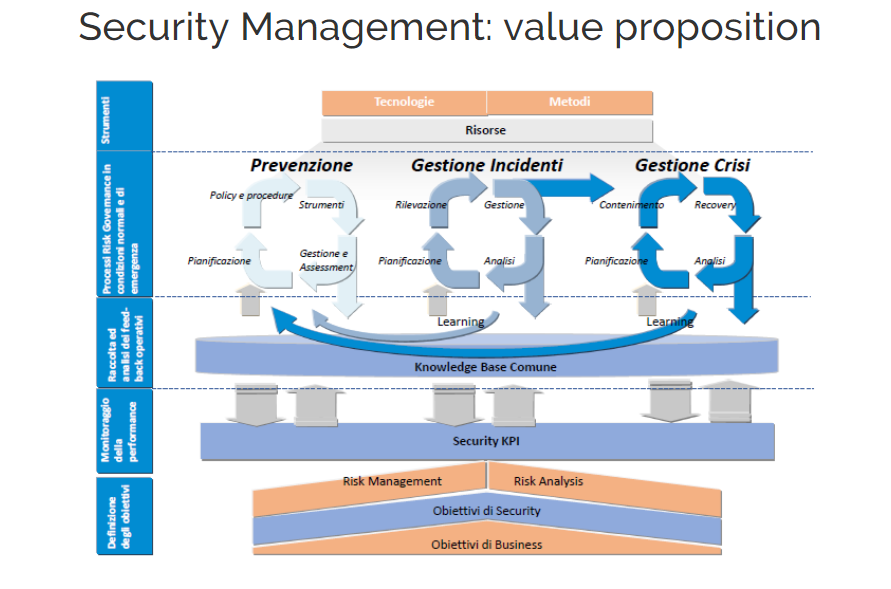 Security Management: value proposition
Strumenti
Tecnologie
Metodi
Risorse
Processi Risk Governance in
condizioni normali e di
emergenza
Prevenzione
Gestione Incidenti
Gestione Crisi
Policy e procedure
Strumenti
Rilevazione
Gestione
Contenimento
Recovery
Pianificazione
Gestione e
Assessment
Pianificazione
Analisi
Pianificazione
Analisi
Raccolta ed
analisi dei feed-
back operativi
Learning
Learning
Knowledge Base Comune
Monitoraggio
della
performance
Security KPI
Definizione
degli obiettivi
Risk Management
Risk Analysis
Obiettivi di Security
Obiettivi di Business